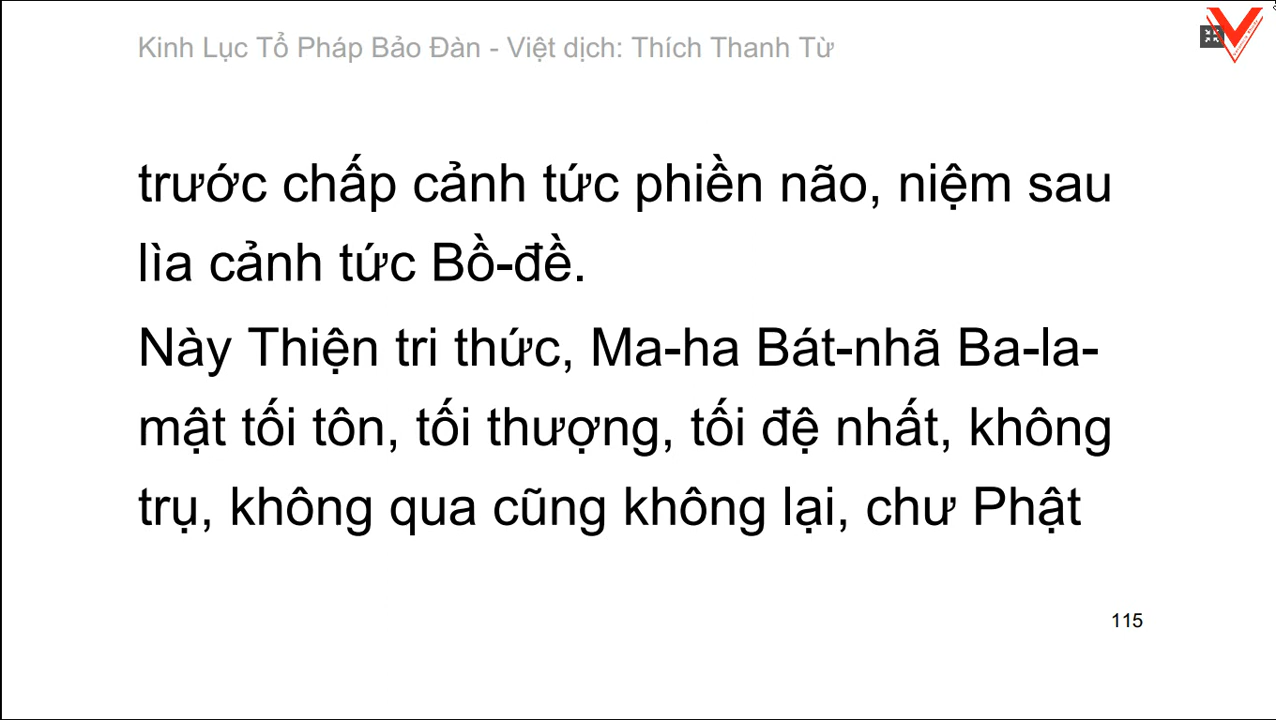 Kinh Lục Tổ Pháp Bảo Đàn - Việt dịch: Thích Thanh Từ
trước chấp cảnh tức phiền não, niệm sau
lìa cảnh tức Bồ-đề.
Này Thiện tri thức, Ma-ha Bát-nhã Ba-la-
mật tối tôn, tối thượng, tối đệ nhất, không
trụ, không qua cũng không lại, chư Phật
115